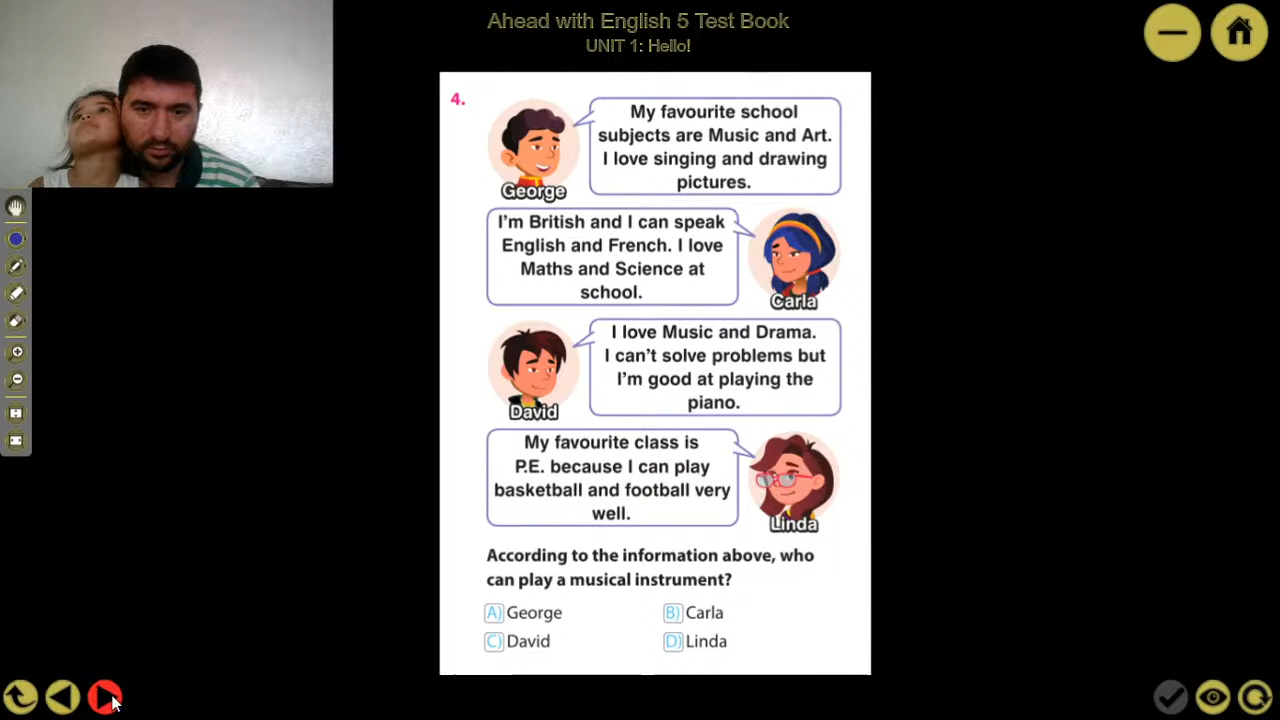 Ahead with English 5 Test Book
UNIT 1: Hello!
4.
My favourite school
subjects are Music and Art.
I love singing and drawing
pictures.
George
I'm British and I can speak
English and French. I love
Maths and Science at
school.
Carla
I love Music and Drama.
I can't solve problems but
I'm good at playing the
piano.
David
My favourite class is
P.E. because I can play
basketball and football very
well.
Linda
According to the information above, who
can play a musical instrument?
A) George
B) Carla
C) David
D) Linda